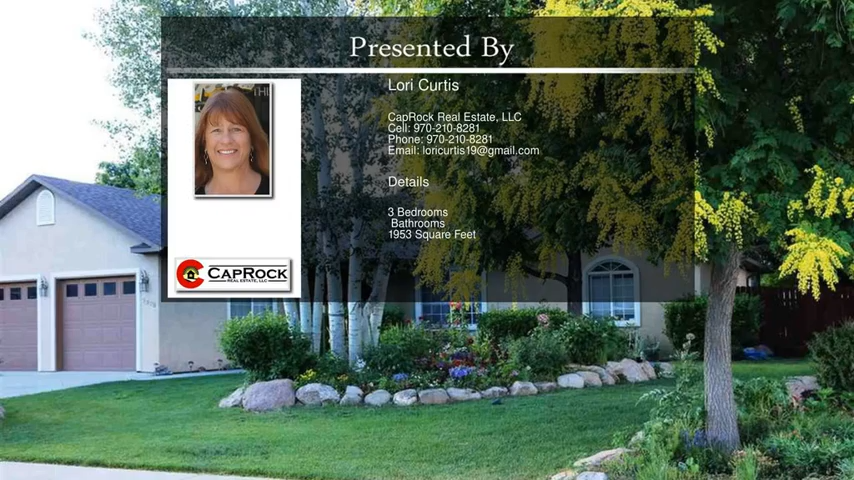 Presented By
Lori Curtis
CapRock Real Estate, LLC
Cell: 970-210-8281
Phone: 970-210-8281
Email: loricurtis19@gmail.com
Details
3 Bedrooms
Bathrooms
1953 Square Feet
CAPROCK
REAL ESTATE, LLC